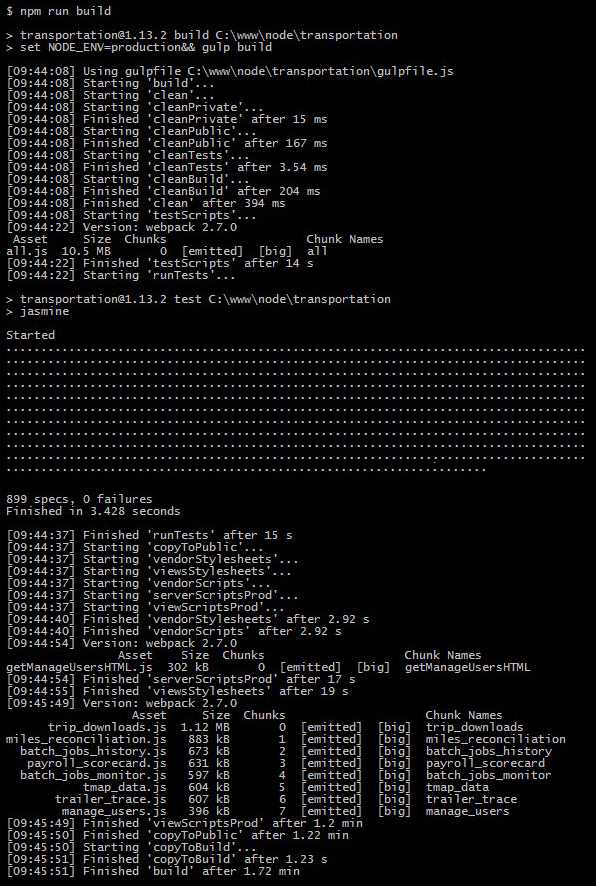 $ npm run build
> transportation@1.13.2 build C:\www\node\transportation
> set NODE_ENV=production&& gulp build
[09:44:08] Using gulpfile C:\www\node\transportation\gulpfile.js
[09:44:08] Starting 'build'...
[09:44:08] Starting 'clean'...
[09:44:08] Starting 'cleanPrivate'...
[09:44:08] Finished 'cleanPrivate' after 15 ms
[09:44:08] Starting 'cleanPublic'...
[09:44:08] Finished 'cleanPublic' after 167 ms
[09:44:08] Starting 'cleanTests'...
[09:44:08] Finished 'cleanTests' after 3.54 ms
[09:44:08] Starting 'cleanBuild'...
[09:44:08] Finished 'cleanBuild' after 204 ms
[09:44:08] Finished 'clean' after 394 ms
[09:44:08] Starting 'testScripts'...
[09:44:22] Version: webpack 2.7.0
Asset Size Chunks Chunk Names
all.js 10.5 MB 0 [emitted] [big] all
[09:44:22] Finished 'testScripts' after 14 s
[09:44:22] Starting 'runTests'...
> transportation@1.13.2 test C:\www\node\transportation
> jasmine
Started
...................................................................................
...................................................................................
...................................................................................
...................................................................................
...................................................................................
...................................................................................
...................................................................................
...................................................................................
...................................................................................
...................................................................................
.....................................................................
899 specs, 0 failures
Finished in 3.428 seconds
[09:44:37] Finished 'runTests' after 15 s
[09:44:37] Starting 'copyToPublic'...
[09:44:37] Starting 'vendorStylesheets'...
[09:44:37] Starting 'viewsStylesheets'...
[09:44:37] Starting 'vendorScripts'...
[09:44:37] Starting 'serverScriptsProd'...
[09:44:37] Starting 'viewScriptsProd'...
[09:44:40] Finished 'vendorStylesheets' after 2.92 s
[09:44:40] Finished 'vendorScripts' after 2.92 s
[09:44:54] Version: webpack 2.7.0
Asset Size Chunks Chunk Names
getManageUsersHTML.js 302 kB 0 [emitted] [big] getManageUsersHTML
[09:44:54] Finished 'serverScriptsProd' after 17 s
[09:44:55] Finished 'viewsStylesheets' after 19 s
[09:45:49] Version: webpack 2.7.0
Asset Size Chunks Chunk Names
trip_downloads.js 1.12 MB 0 [emitted] [big] trip_downloads
miles_reconciliation.js 883 kB 1 [emitted] [big] miles_reconciliation
batch_jobs_history.js 673 kB 2 [emitted] [big] batch_jobs_history
payroll_scorecard.js 631 kB 3 [emitted] [big] payroll_scorecard
batch_jobs_monitor.js 597 kB 4 [emitted] [big] batch_jobs_monitor
tmap_data.js 604 kB 5 [emitted] [big] tmap_data
trailer_trace.js 607 kB 6 [emitted] [big] trailer_trace
manage_users.js 396 kB 7 [emitted] [big] manage_users
[09:45:49] Finished 'viewScriptsProd' after 1.2 min
[09:45:50] Finished 'copyToPublic' after 1.22 min
[09:45:50] Starting 'copyToBuild'...
[09:45:51] Finished 'copyToBuild' after 1.23 s
[09:45:51] Finished 'build' after 1.72 min